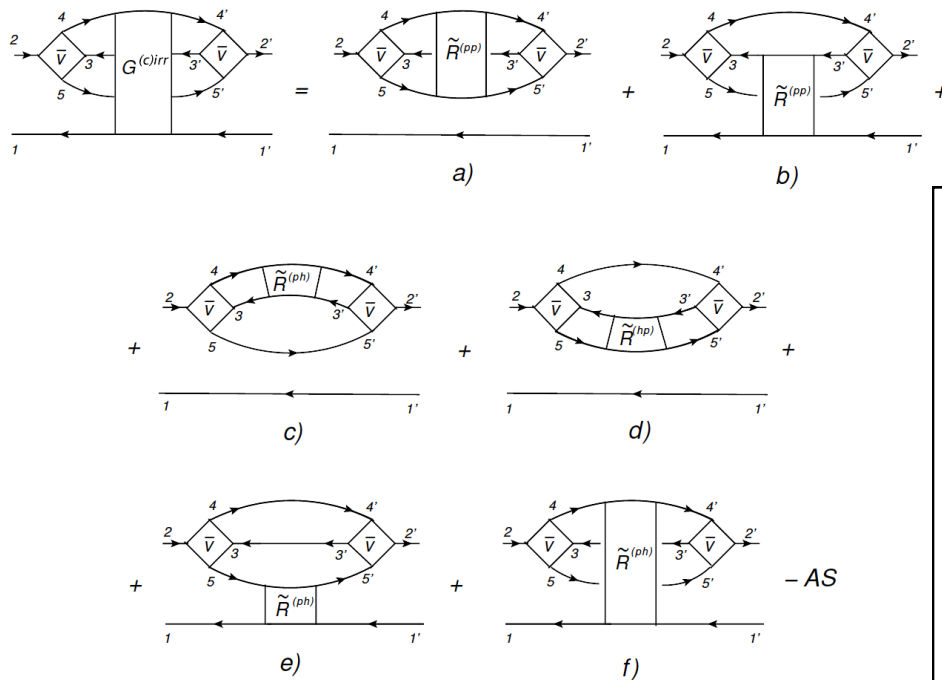 4 4' 4 4' 4 4'
2 V̄ 3 G(c)irr 3' V̄ 2' = 2 V̄ 3 R̃(pp) 3' V̄ 2' + 2 V̄ 3 R̃(pp) 3' V̄ 2' +
5 5' 5 5' 5 5'
1 1' 1 1' 1 1'
a) b)
4 4' 4 4'
+ 2 V̄ 3 R̃(ph) 3' V̄ 2' + 2 V̄ 3 R̃(hp) 3' V̄ 2' +
5 5' 5 5'
1 1' 1 1'
c) d)
4 4' 4 4'
+ 2 V̄ 3 3' V̄ 2' + 2 V̄ 3 R̃(ph) 3' V̄ 2' – AS
5 5' 5 5'
R̃(ph)
1 1' 1 1'
e) f)